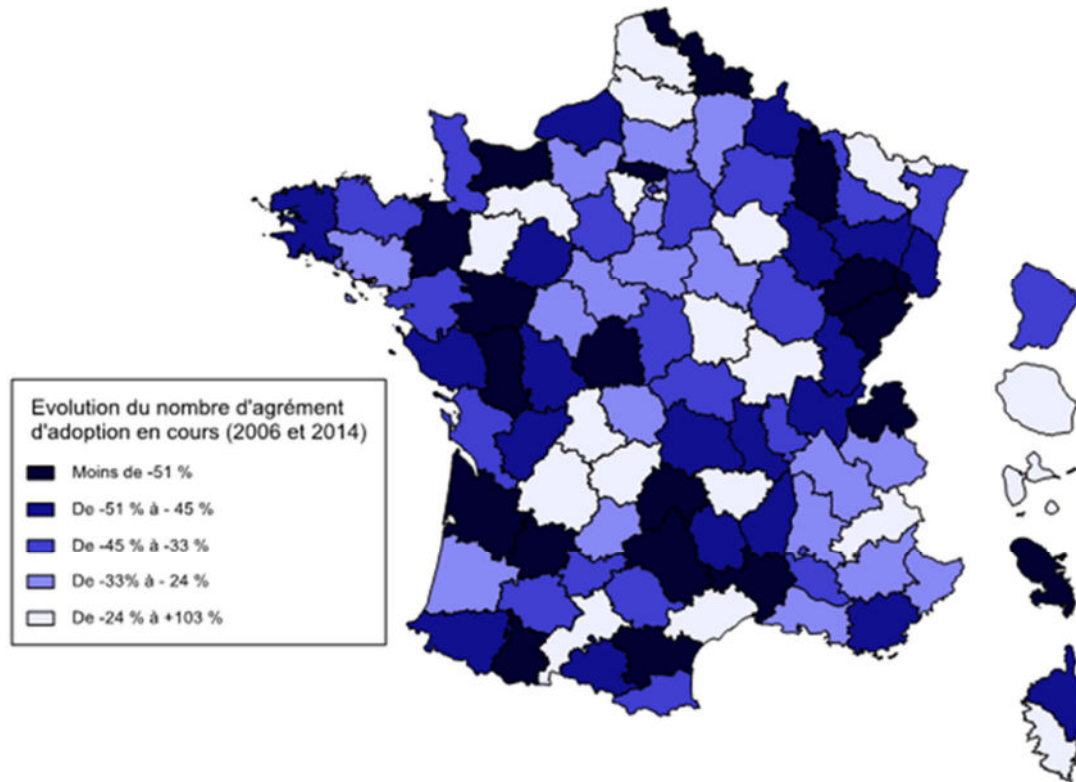 Evolution du nombre d'agrément
d'adoption en cours (2006 et 2014)
Moins de -51 %
De -51 % à - 45 %
De -45 % à -33 %
De -33% à - 24 %
De -24 % à +103 %